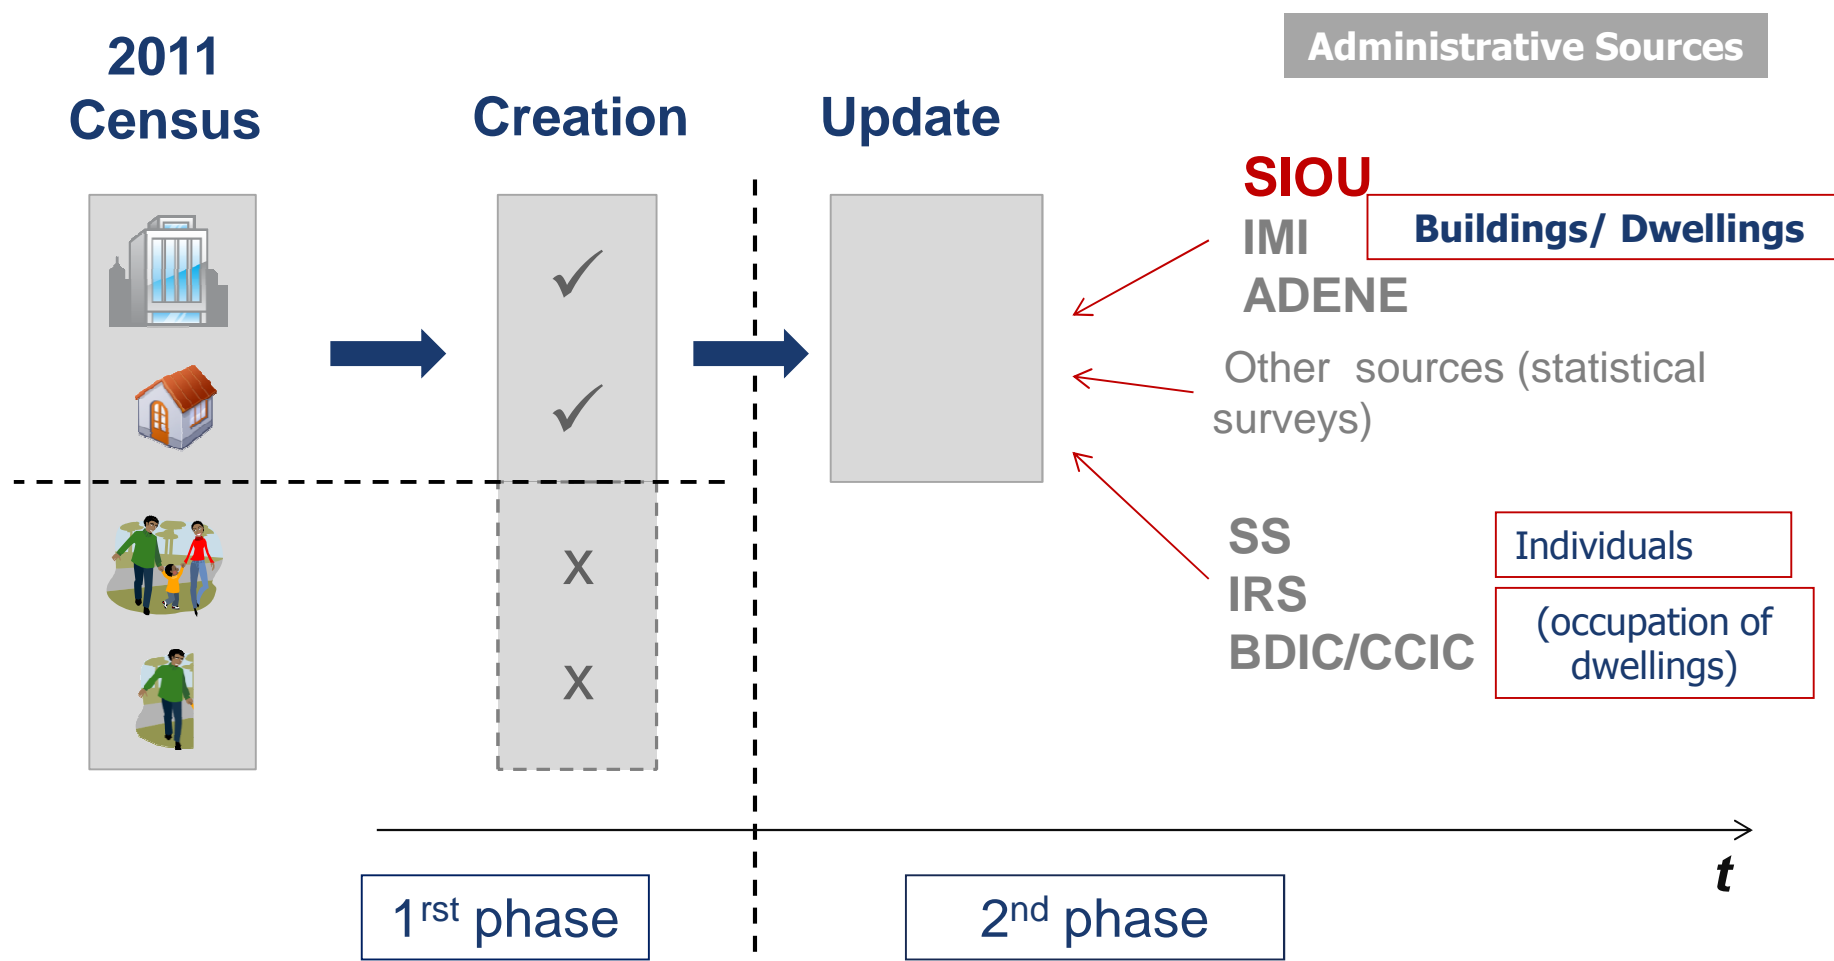 2011
Census
Creation
Update
Administrative Sources
SIOU
IMI
ADENE
Buildings/ Dwellings
✓
✓
Other sources (statistical
surveys)
x
x
SS
IRS
BDIC/CCIC
Individuals
(occupation of
dwellings)
t
1rst phase
2nd phase